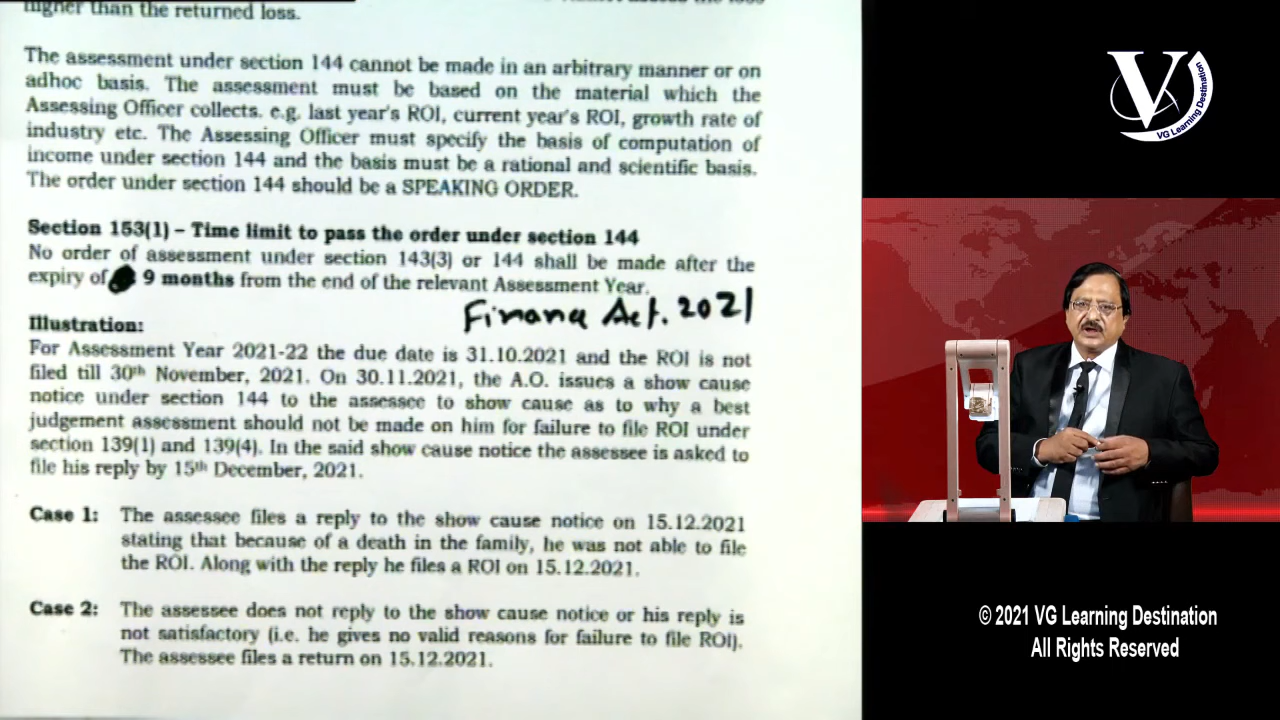 higher than the returned loss.
The assessment under section 144 cannot be made in an arbitrary manner or on
adhoc basis. The assessment must be based on the material which the
Assessing Officer collects. e.g. last year's ROI, current year's ROI, growth rate of
industry etc. The Assessing Officer must specify the basis of computation of
income under section 144 and the basis must be a rational and scientific basis.
The order under section 144 should be a SPEAKING ORDER.
Section 153(1) – Time limit to pass the order under section 144
No order of assessment under section 143(3) or 144 shall be made after the
expiry of 9 months from the end of the relevant Assessment Year.
Finance Act. 2021
Illustration:
For Assessment Year 2021-22 the due date is 31.10.2021 and the ROI is not
filed till 30th November, 2021. On 30.11.2021, the A.O. issues a show cause
notice under section 144 to the assessee to show cause as to why a best
judgement assessment should not be made on him for failure to file ROI under
section 139(1) and 139(4). In the said show cause notice the assessee is asked to
file his reply by 15th December, 2021.
Case 1: The assessee files a reply to the show cause notice on 15.12.2021
stating that because of a death in the family, he was not able to file
the ROI. Along with the reply he files a ROI on 15.12.2021.
Case 2: The assessee does not reply to the show cause notice or his reply is
not satisfactory (i.e. he gives no valid reasons for failure to file ROI).
The assessee files a return on 15.12.2021.
V
VG Learning Destination
© 2021 VG Learning Destination
All Rights Reserved